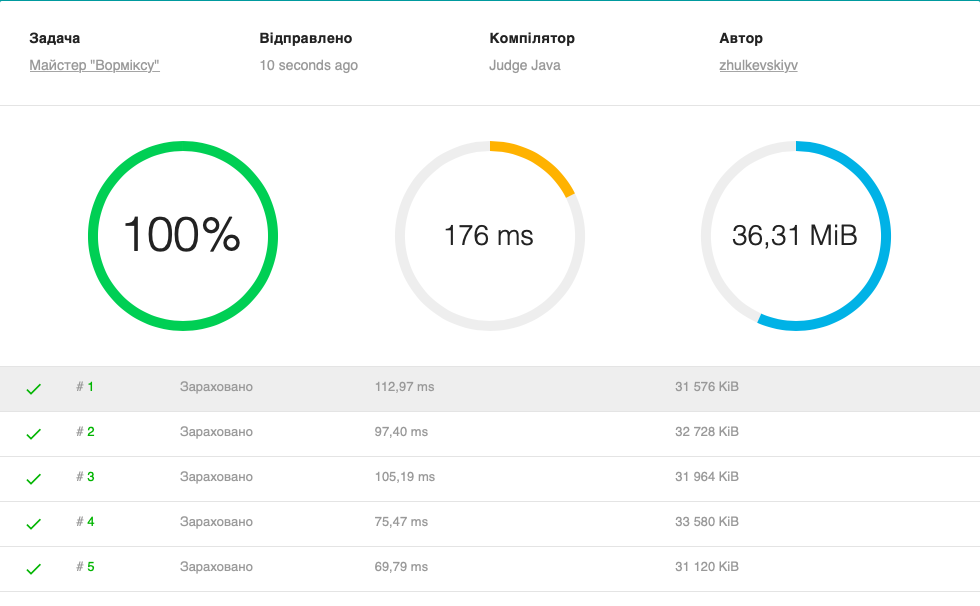 Задача Відправлено Компілятор Автор
Майстер "Ворміксу" 10 seconds ago Judge Java zhulkevskiyv
100% 176 ms 36,31 MiB
# 1 Зараховано 112,97 ms 31 576 KiB
# 2 Зараховано 97,40 ms 32 728 KiB
# 3 Зараховано 105,19 ms 31 964 KiB
# 4 Зараховано 75,47 ms 33 580 KiB
# 5 Зараховано 69,79 ms 31 120 KiB